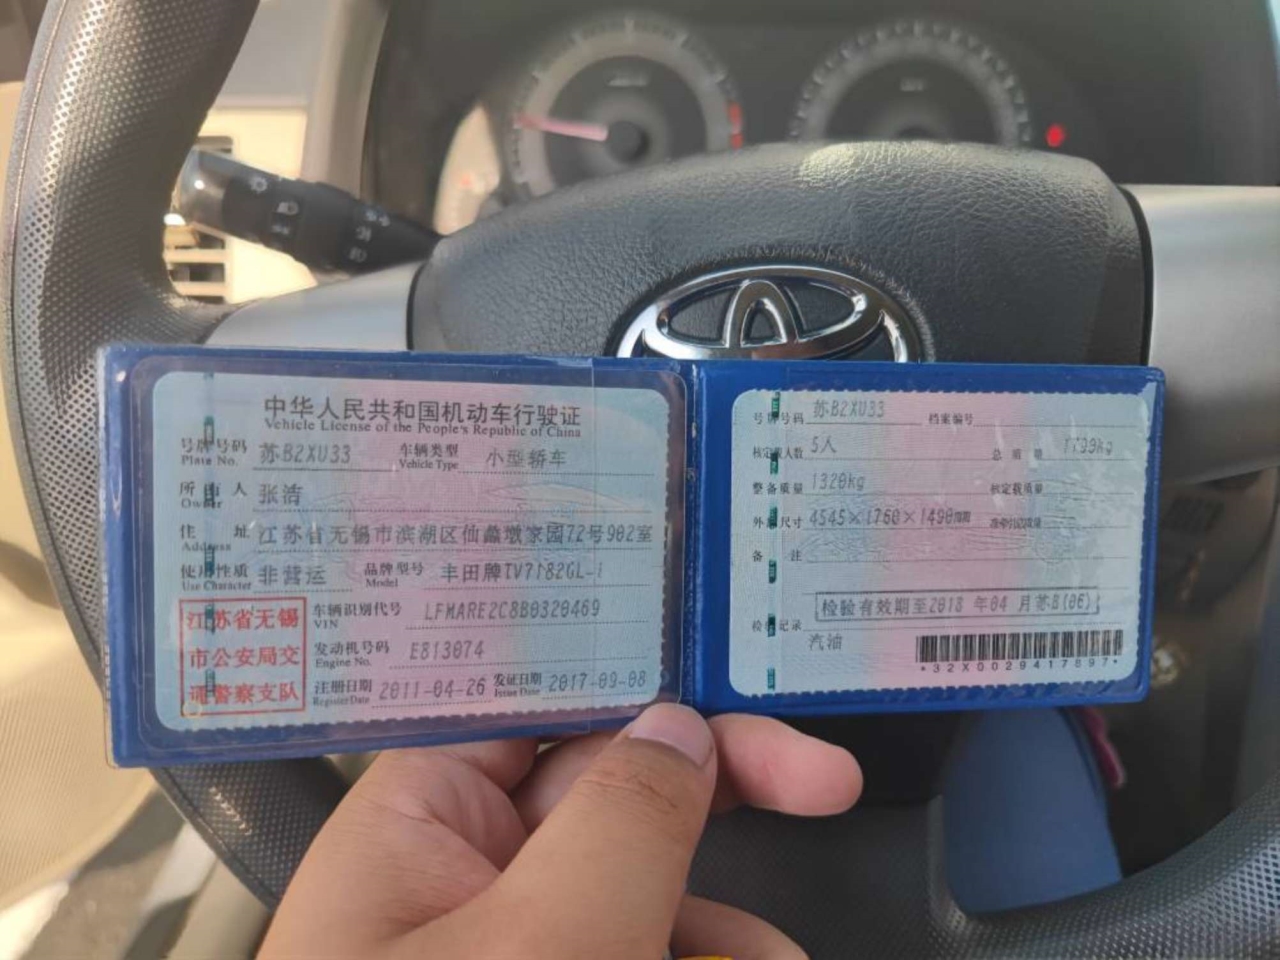 中华人民共和国机动车行驶证
Vehicle License of the People's Republic of China
号牌号码 苏B2XU33 车辆类型 小型轿车
Plate No. Vehicle Type
所有人 张洁
Owner
住址 江苏省无锡市滨湖区仙蠡墩家园72号902室
Address
使用性质 非营运 品牌型号 丰田牌TV7182GL-i
Use Character Model
江苏省无锡
市公安局交
通警察支队
车辆识别代号 LFMARE2C8B0320469
VIN
发动机号码 E813074
Engine No.
注册日期 2011-04-26 发证日期 2017-09-08
Register Date Issue Date
号牌号码 苏B2XU33 档案编号
核定载人数 5人 总质量 1799kg
整备质量 1320kg 核定载质量
外廓尺寸 4545×1760×1490
备注
检验有效期至2018年04月苏B(06)
检验记录
汽油
*32X0029417897*